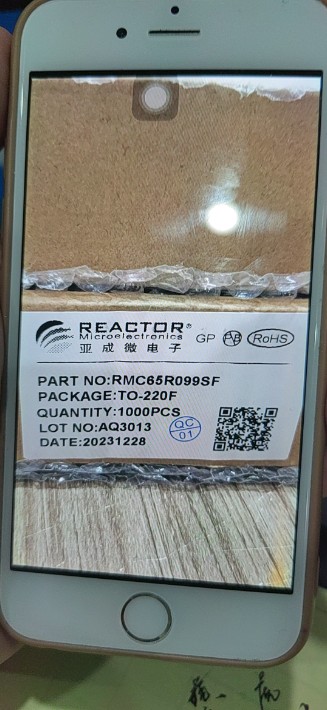 REACTOR®
Microelectronics
亚成微电子
GP Pb RoHS
PART NO:RMC65R099SF
PACKAGE:TO-220F
QUANTITY:1000PCS
LOT NO:AQ3013
QC
01
DATE:20231228